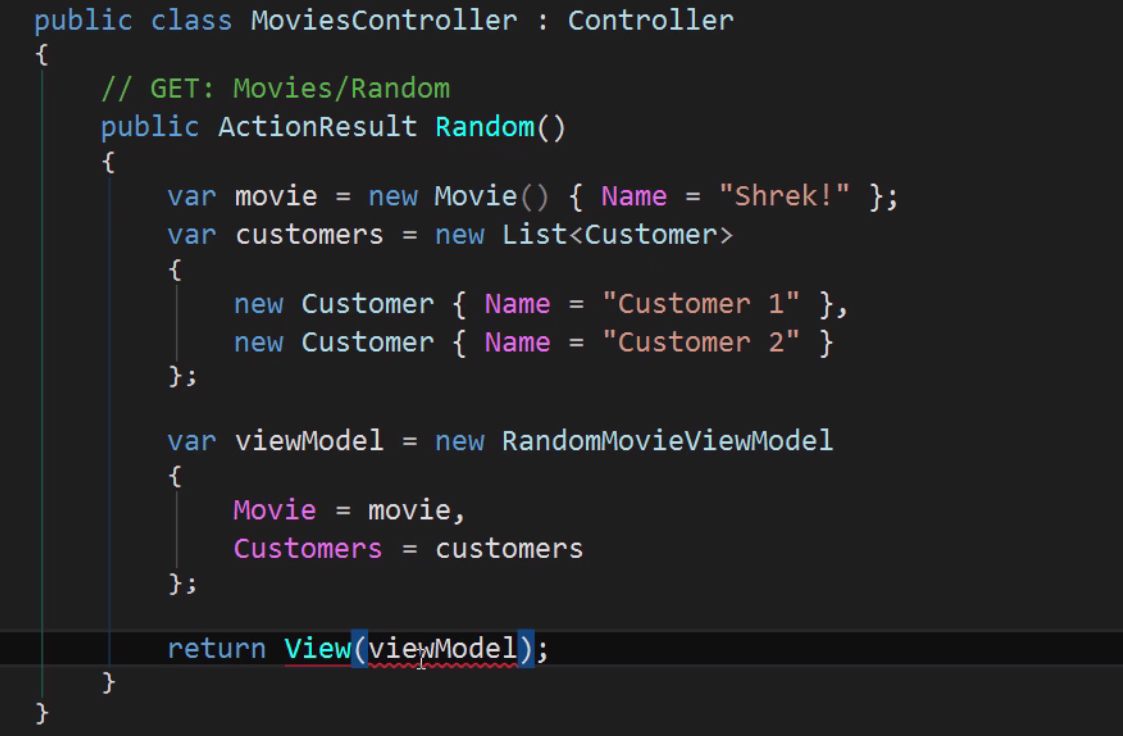 public class MoviesController : Controller
{
    // GET: Movies/Random
    public ActionResult Random()
    {
        var movie = new Movie() { Name = "Shrek!" };
        var customers = new List<Customer>
        {
            new Customer { Name = "Customer 1" },
            new Customer { Name = "Customer 2" }
        };

        var viewModel = new RandomMovieViewModel
        {
            Movie = movie,
            Customers = customers
        };

        return View(viewModel);
    }
}